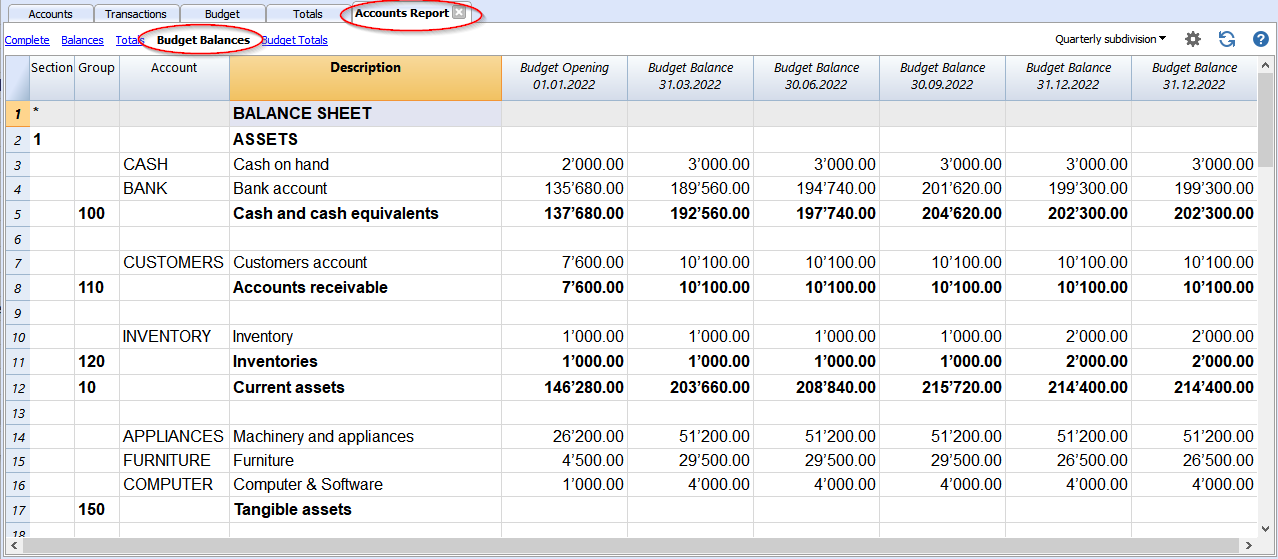 Accounts Transactions Budget Totals Accounts Report
Complete Balances Totals Budget Balances Budget Totals Quarterly subdivision
Section Group Account Description Budget Opening Budget Balance Budget Balance Budget Balance Budget Balance Budget Balance
01.01.2022 31.03.2022 30.06.2022 30.09.2022 31.12.2022 31.12.2022
1 * BALANCE SHEET
2 1 ASSETS
3 CASH Cash on hand 2’000.00 3’000.00 3’000.00 3’000.00 3’000.00 3’000.00
4 BANK Bank account 135’680.00 189’560.00 194’740.00 201’620.00 199’300.00 199’300.00
5 100 Cash and cash equivalents 137’680.00 192’560.00 197’740.00 204’620.00 202’300.00 202’300.00
6
7 CUSTOMERS Customers account 7’600.00 10’100.00 10’100.00 10’100.00 10’100.00 10’100.00
8 110 Accounts receivable 7’600.00 10’100.00 10’100.00 10’100.00 10’100.00 10’100.00
9
10 INVENTORY Inventory 1’000.00 1’000.00 1’000.00 1’000.00 2’000.00 2’000.00
11 120 Inventories 1’000.00 1’000.00 1’000.00 1’000.00 2’000.00 2’000.00
12 10 Current assets 146’280.00 203’660.00 208’840.00 215’720.00 214’400.00 214’400.00
13
14 APPLIANCES Machinery and appliances 26’200.00 51’200.00 51’200.00 51’200.00 51’200.00 51’200.00
15 FURNITURE Furniture 4’500.00 29’500.00 29’500.00 29’500.00 26’500.00 26’500.00
16 COMPUTER Computer & Software 1’000.00 4’000.00 4’000.00 4’000.00 4’000.00 4’000.00
17 150 Tangible assets
18